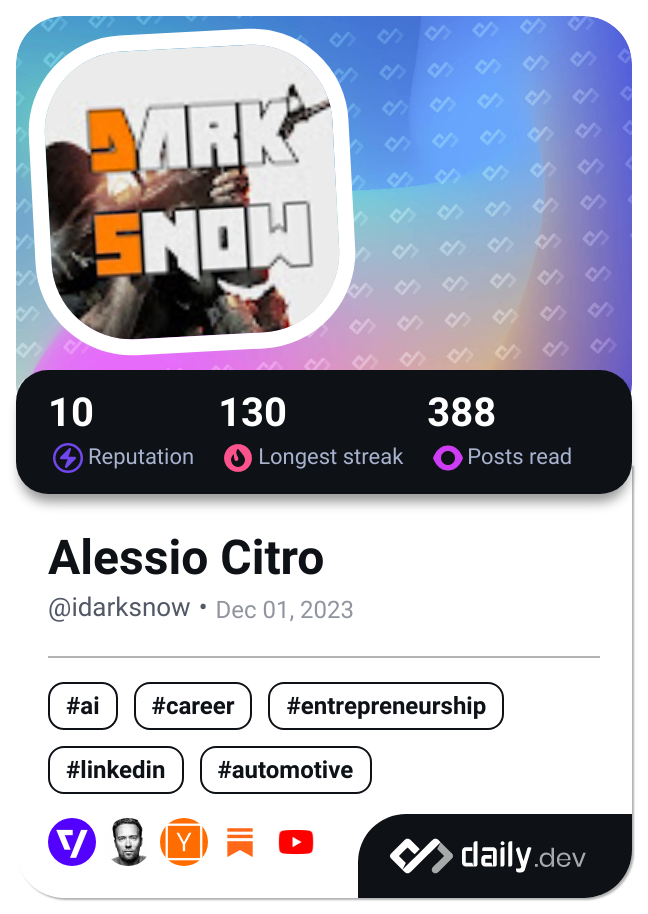 DARK
SNOW
10 130 388
Reputation Longest streak Posts read
Alessio Citro
@idarksnow • Dec 01, 2023
#ai #career #entrepreneurship
#linkedin #automotive
Y
daily.dev